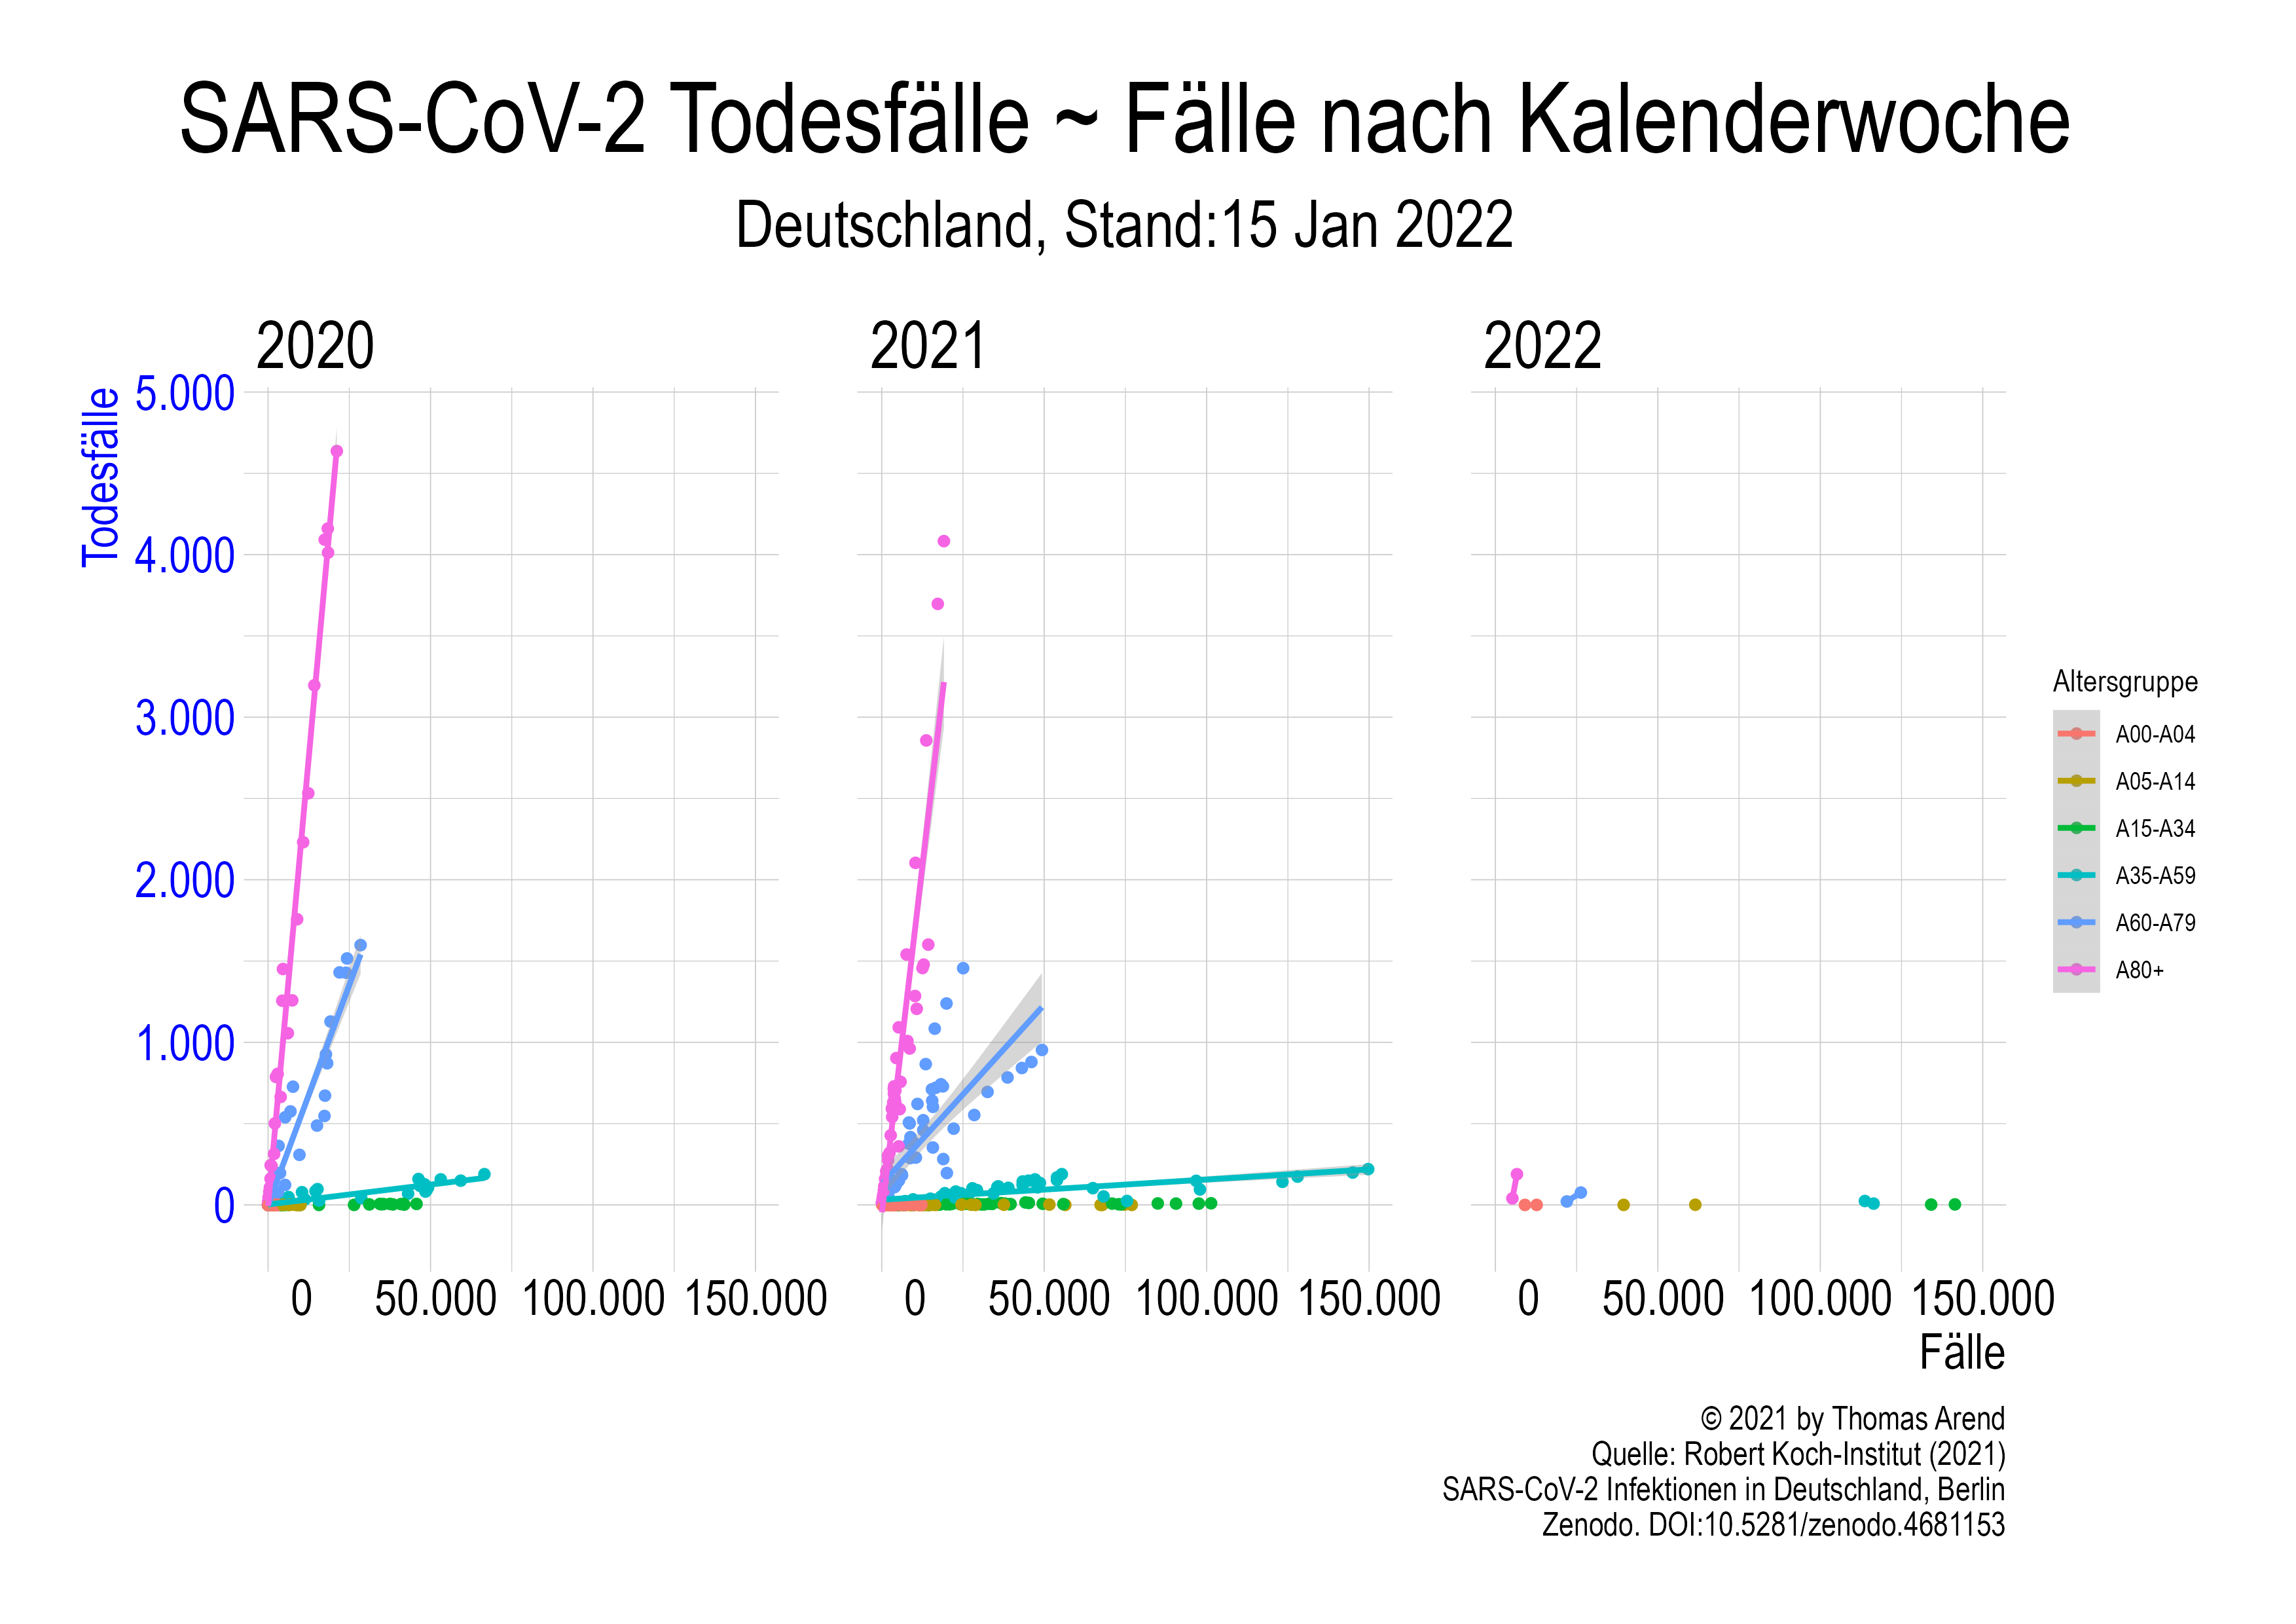 SARS-CoV-2 Todesfälle ~ Fälle nach Kalenderwoche
Deutschland, Stand:15 Jan 2022
2020
2021
2022
Todesfälle
5.000
4.000
3.000
2.000
1.000
0
0 50.000 100.000 150.000
0 50.000 100.000 150.000
0 50.000 100.000 150.000
Fälle
Altersgruppe
A00-A04
A05-A14
A15-A34
A35-A59
A60-A79
A80+
© 2021 by Thomas Arend
Quelle: Robert Koch-Institut (2021)
SARS-CoV-2 Infektionen in Deutschland, Berlin
Zenodo. DOI:10.5281/zenodo.4681153